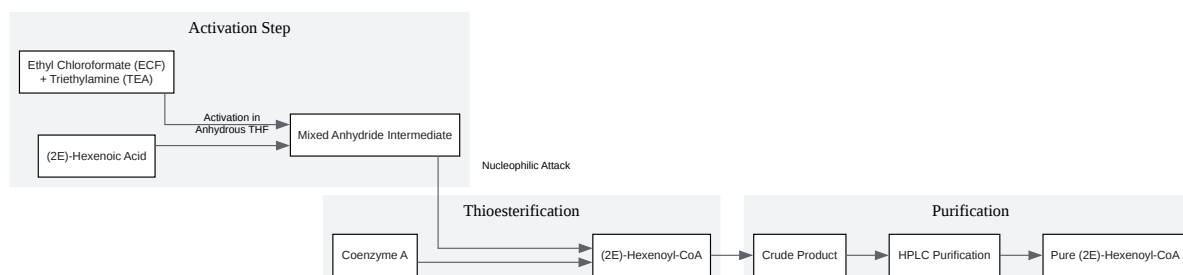 Activation Step
Ethyl Chloroformate (ECF)
+ Triethylamine (TEA)
Activation in
Anhydrous THF
(2E)-Hexenoic Acid
Mixed Anhydride Intermediate
Nucleophilic Attack
Thioesterification
Coenzyme A
(2E)-Hexenoyl-CoA
Purification
Crude Product
HPLC Purification
Pure (2E)-Hexenoyl-CoA